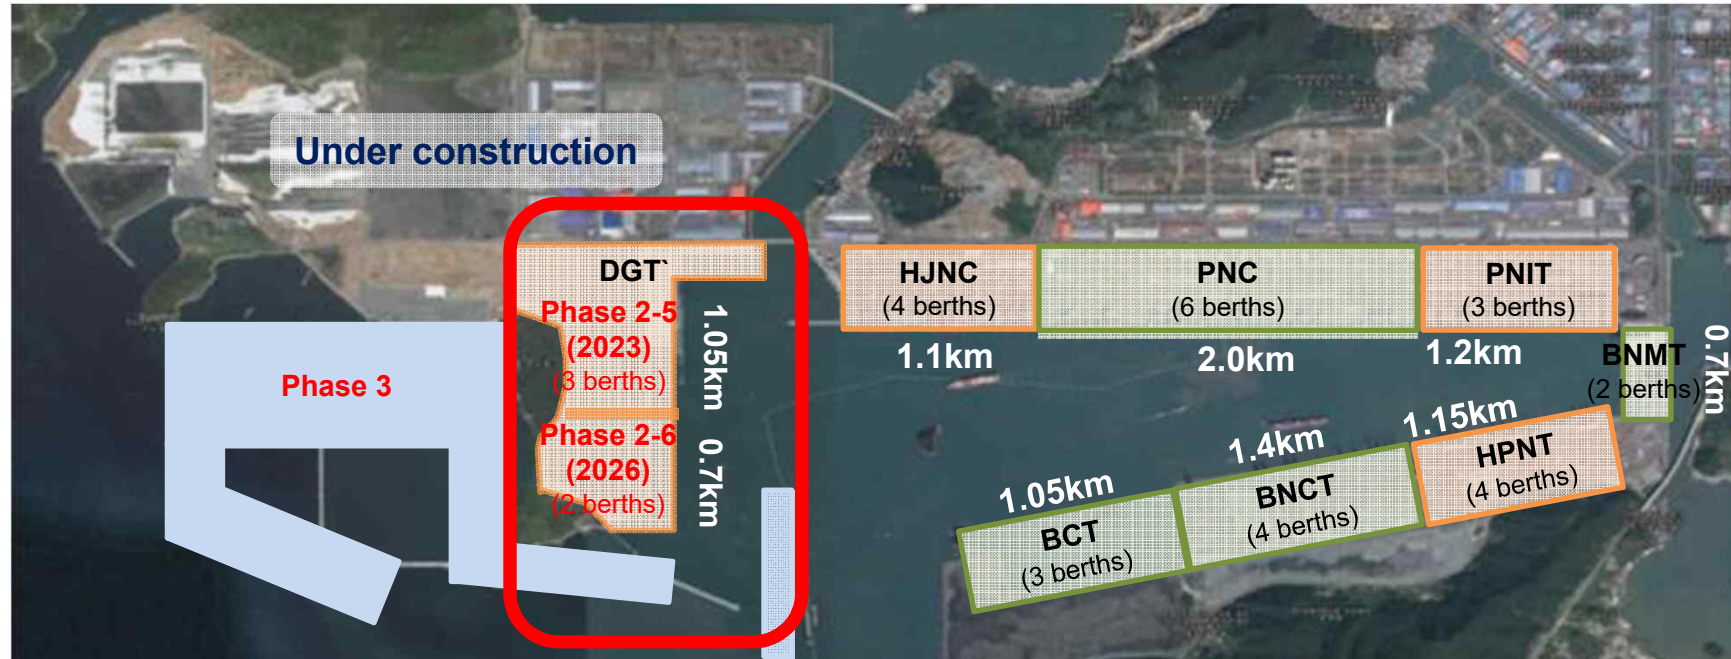 Under construction
DGT`
Phase 2-5
(2023)
(3 berths)
1.05km
Phase 2-6
(2026)
(2 berths)
0.7km
Phase 3
HJNC
(4 berths)
1.1km
PNC
(6 berths)
2.0km
PNIT
(3 berths)
1.2km
BNMT
(2 berths)
0.7km
1.15km
HPNT
(4 berths)
1.4km
BNCT
(4 berths)
1.05km
BCT
(3 berths)